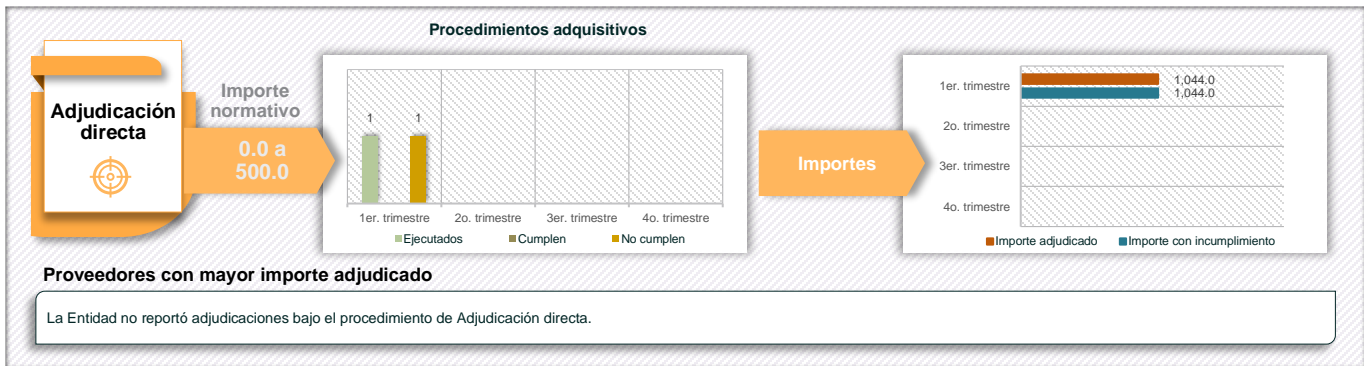 Procedimientos adquisitivos
Adjudicación
directa
Importe
normativo
0.0 a
500.0
1
1
1er. trimestre
2o. trimestre
3er. trimestre
4o. trimestre
Ejecutados
Cumplen
No cumplen
Importes
1er. trimestre
1,044.0
1,044.0
2o. trimestre
3er. trimestre
4o. trimestre
Importe adjudicado
Importe con incumplimiento
Proveedores con mayor importe adjudicado
La Entidad no reportó adjudicaciones bajo el procedimiento de Adjudicación directa.